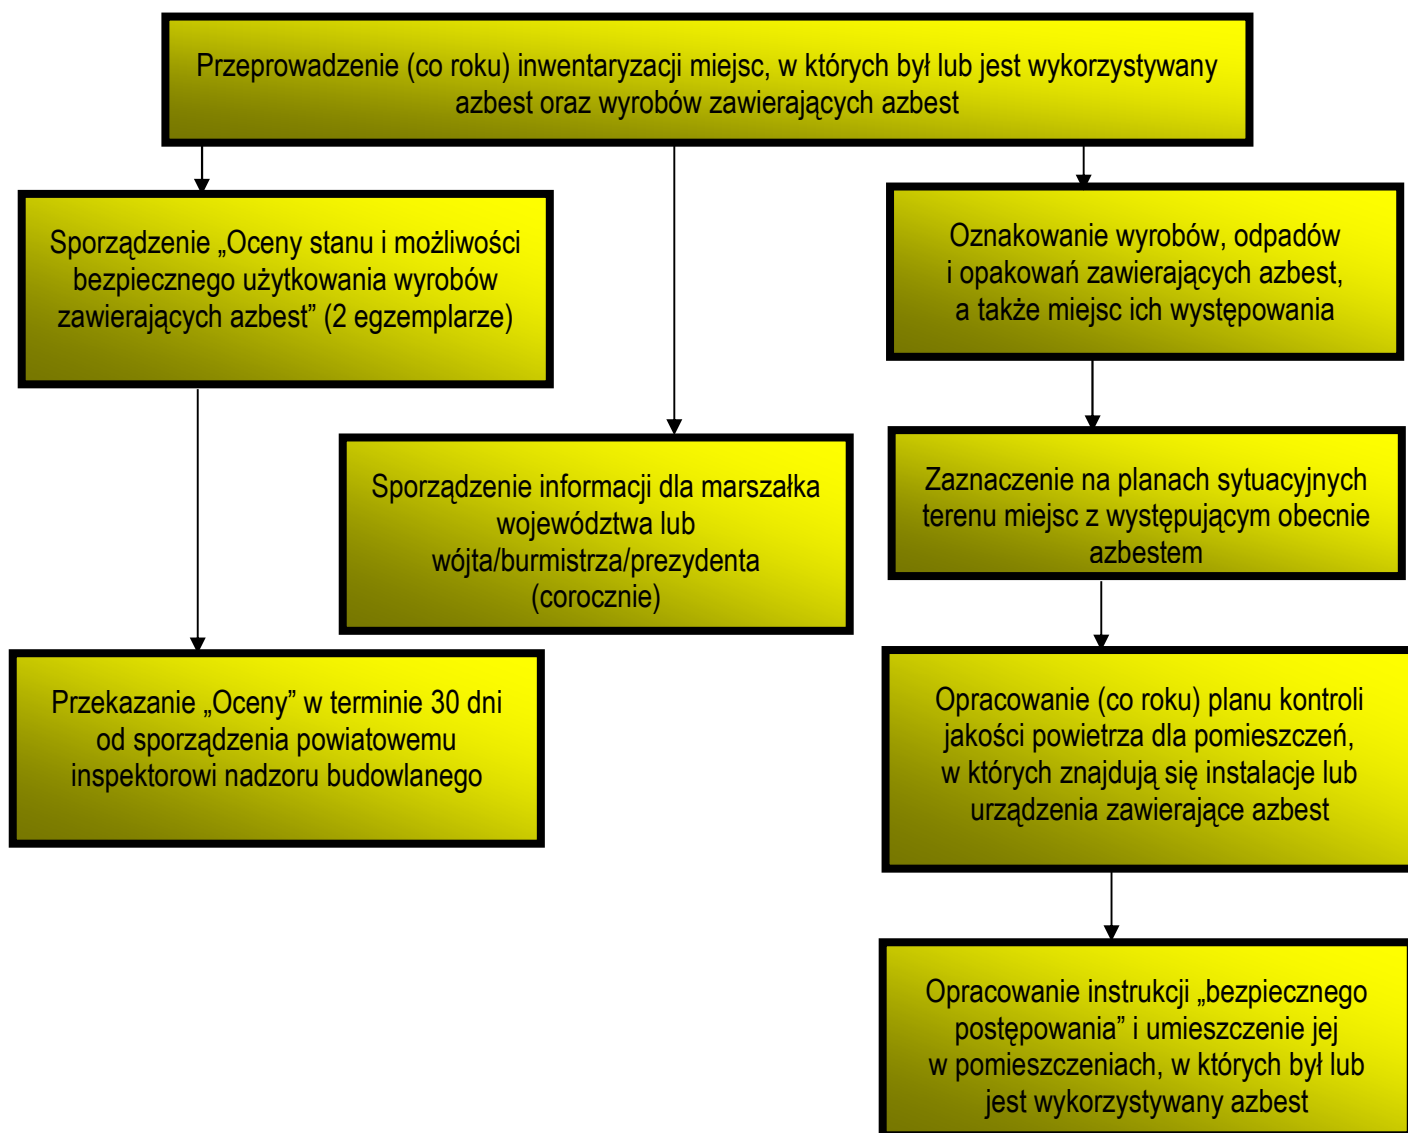 Przeprowadzenie (co roku) inwentaryzacji miejsc, w których był lub jest wykorzystywany
azbest oraz wyrobów zawierających azbest
Sporządzenie „Oceny stanu i możliwości
bezpiecznego użytkowania wyrobów
zawierających azbest” (2 egzemplarze)
Przekazanie „Oceny” w terminie 30 dni
od sporządzenia powiatowemu
inspektorowi nadzoru budowlanego
Sporządzenie informacji dla marszałka
województwa lub
wójta/burmistrza/prezydenta
(corocznie)
Oznakowanie wyrobów, odpadów
i opakowań zawierających azbest,
a także miejsc ich występowania
Zaznaczenie na planach sytuacyjnych
terenu miejsc z występującym obecnie
azbestem
Opracowanie (co roku) planu kontroli
jakości powietrza dla pomieszczeń,
w których znajdują się instalacje lub
urządzenia zawierające azbest
Opracowanie instrukcji „bezpiecznego
postępowania” i umieszczenie jej
w pomieszczeniach, w których był lub
jest wykorzystywany azbest